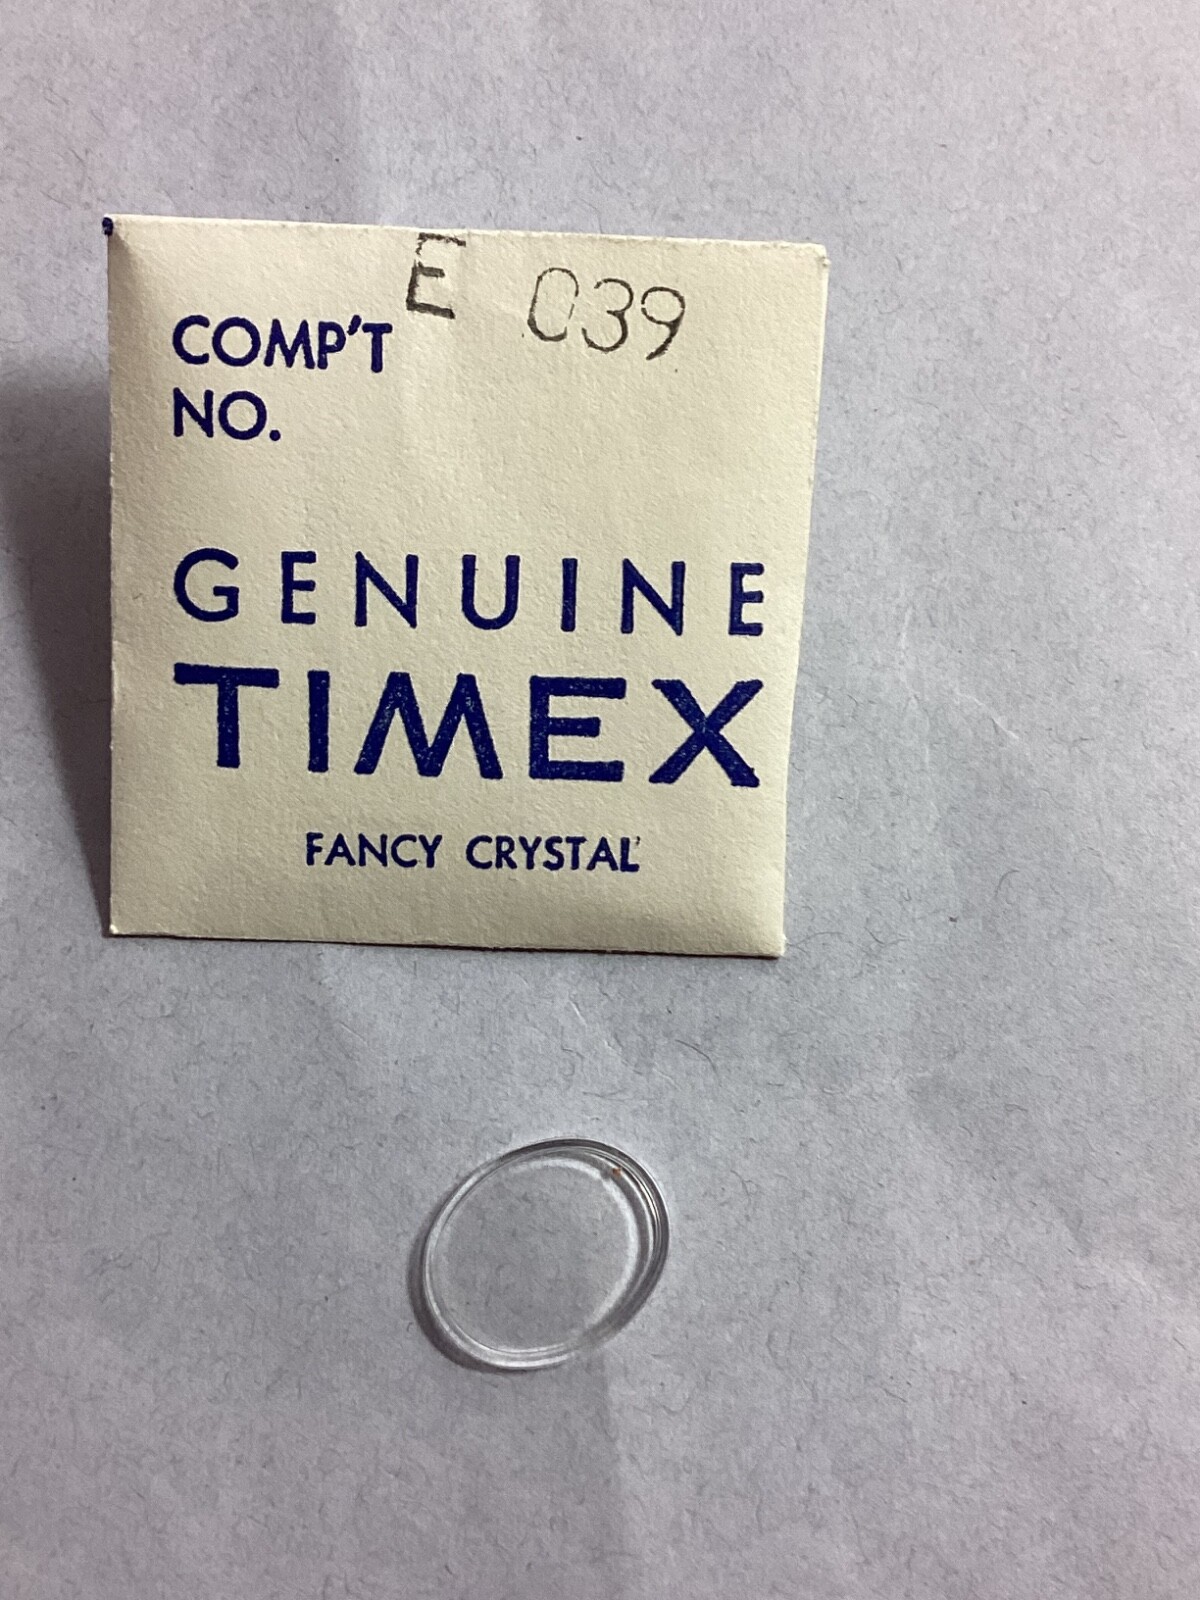 E 039
COMP'T
NO.
GENUINE
TIMEX
FANCY CRYSTAL